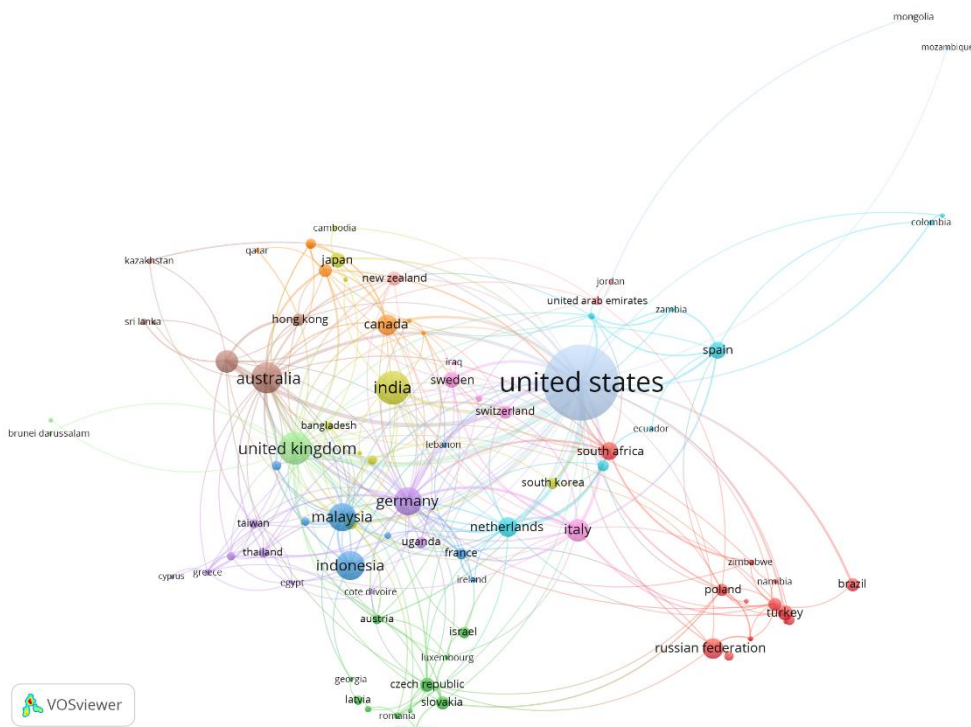 mongolia
mozambique
colombia
cambodia
qatar
japan
kazakhstan
new zealand
jordan
united arab emirates
zambia
sri lanka
hong kong
canada
spain
iraq
sweden
australia
india
united states
switzerland
ecuador
bangladesh
brunei darussalam
united kingdom
lebanon
south africa
south korea
germany
malaysia
taiwan
netherlands
italy
uganda
thailand
france
zimbabwe
cyprus
greece
indonesia
egypt
ireland
namibia
brazil
cote d'ivoire
poland
turkey
austria
israel
russian federation
luxembourg
georgia
czech republic
latvia
slovakia
romania
VOSviewer